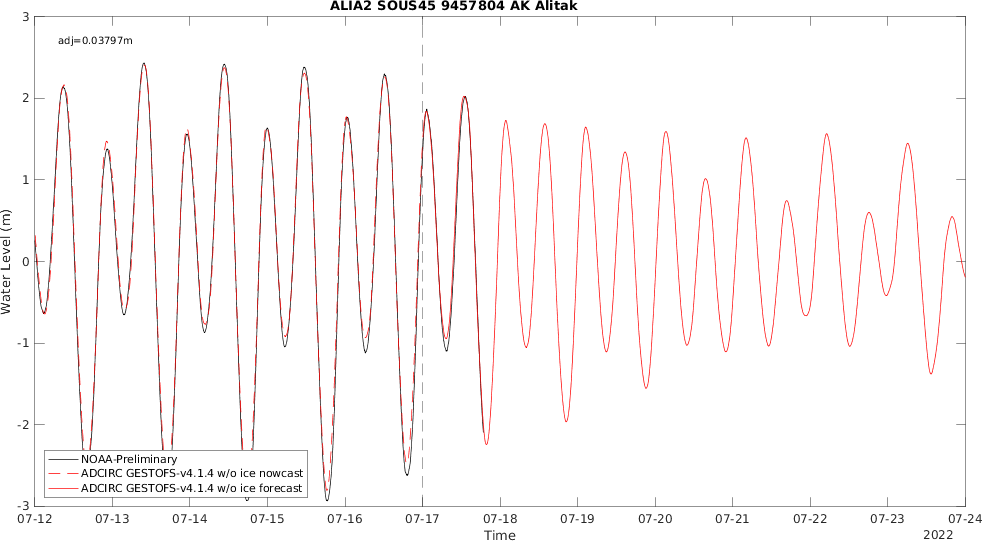 ALIA2 SOUS45 9457804 AK Alitak
adj=0.03797m
3
2
1
0
-1
-2
-3
Water Level (m)
NOAA-Preliminary
ADCIRC GESTOFS-v4.1.4 w/o ice nowcast
ADCIRC GESTOFS-v4.1.4 w/o ice forecast
07-12 07-13 07-14 07-15 07-16 07-17 07-18 07-19 07-20 07-21 07-22 07-23 07-24
Time
2022